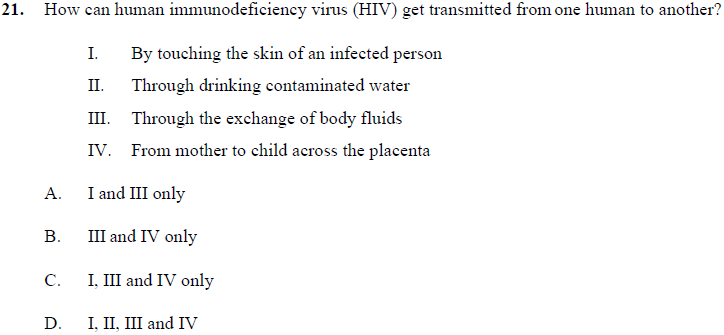 21. How can human immunodeficiency virus (HIV) get transmitted from one human to another?
I. By touching the skin of an infected person
II. Through drinking contaminated water
III. Through the exchange of body fluids
IV. From mother to child across the placenta
A. I and III only
B. III and IV only
C. I, III and IV only
D. I, II, III and IV